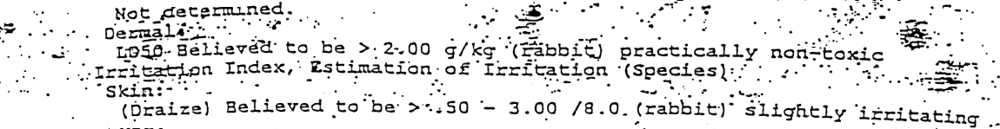 Not determined.
Dermal:
LD50 Believed to be > 2.00 g/kg (rabbit) practically non-toxic
Irritation Index, Estimation of Irritation (Species):
Skin:
(Draize) Believed to be > .50 - 3.00 /8.0 (rabbit) slightly irritating